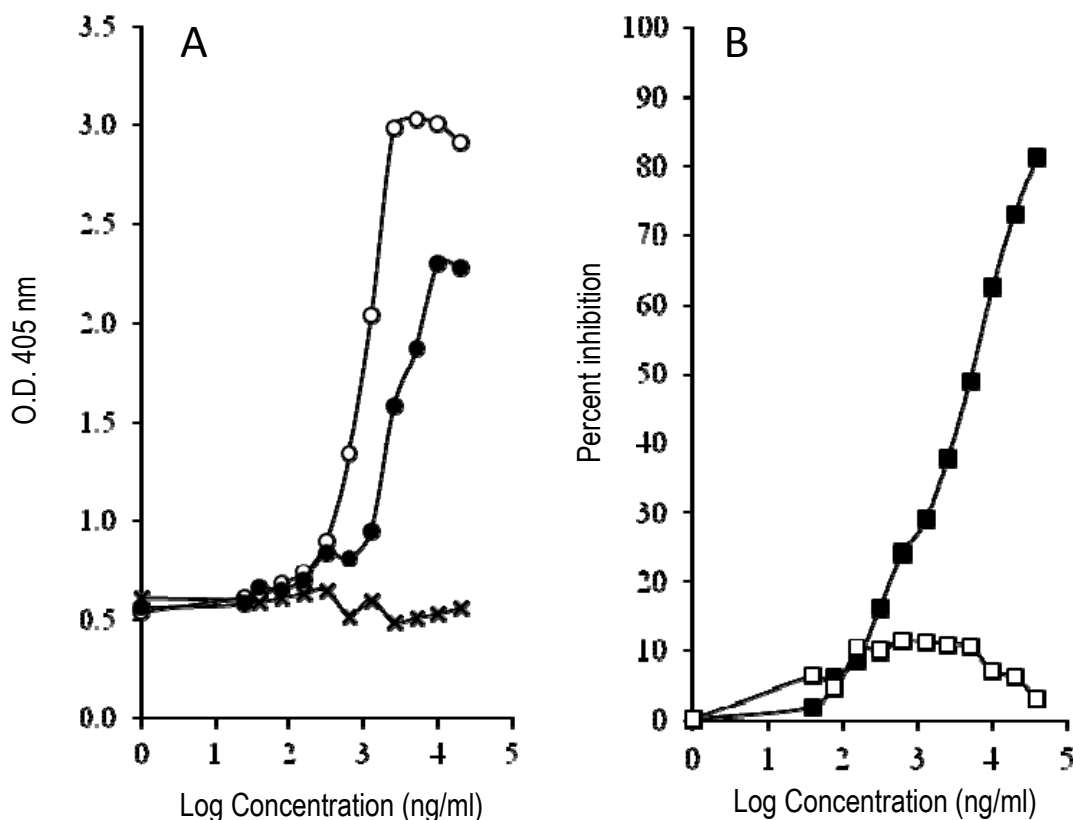 A
3.5
3.0
2.5
2.0
1.5
1.0
0.5
0.0
O.D. 405 nm
0 1 2 3 4 5
Log Concentration (ng/ml)
B
100
90
80
70
60
50
40
30
20
10
0
Percent inhibition
0 1 2 3 4 5
Log Concentration (ng/ml)